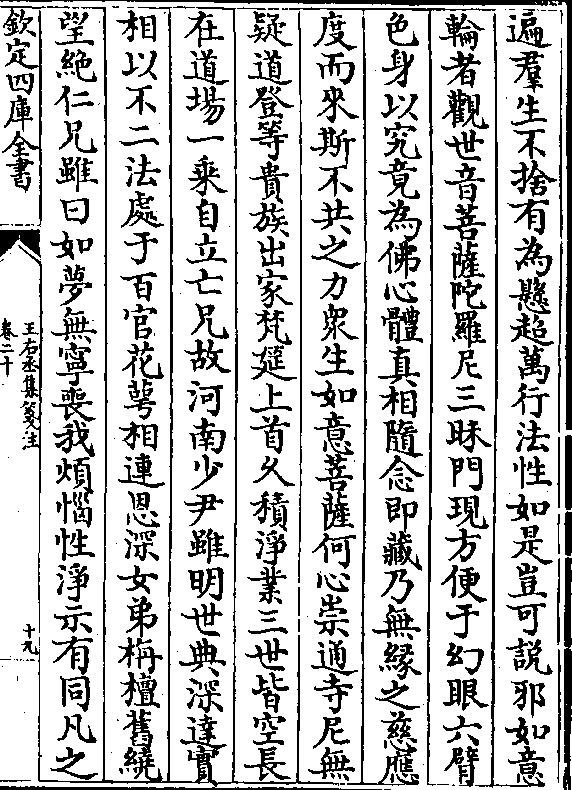 遍羣生不捨有為懸超萬行法性如是豈可説邪如意
輪者觀世音菩薩陀羅尼三昧門現方便于幻眼六臂
色身以究竟為佛心體真相隨念即藏乃無縁之慈應
度而來斯不共之力衆生如意菩薩何心崇通寺尼無
疑道登等貴族出家梵筵上首久積淨業三世皆空長
在道場一乘自立亡兄故河南少尹雖明世典深達實
相以不二法處于百官花萼相連恩深女弟栴檀舊繞
望絶仁兄雖曰如夢無寧喪我煩惱性淨示有同凡之
欽定四庫全書
王右丞集箋注
卷二十
十九